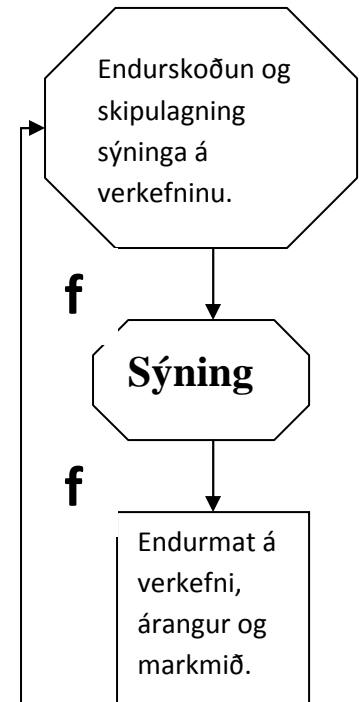 Endurskoðun og
skipulagning
sýninga á
verkefninu.
f
Sýning
f
Endurmat á
verkefni,
árangur og
markmið.